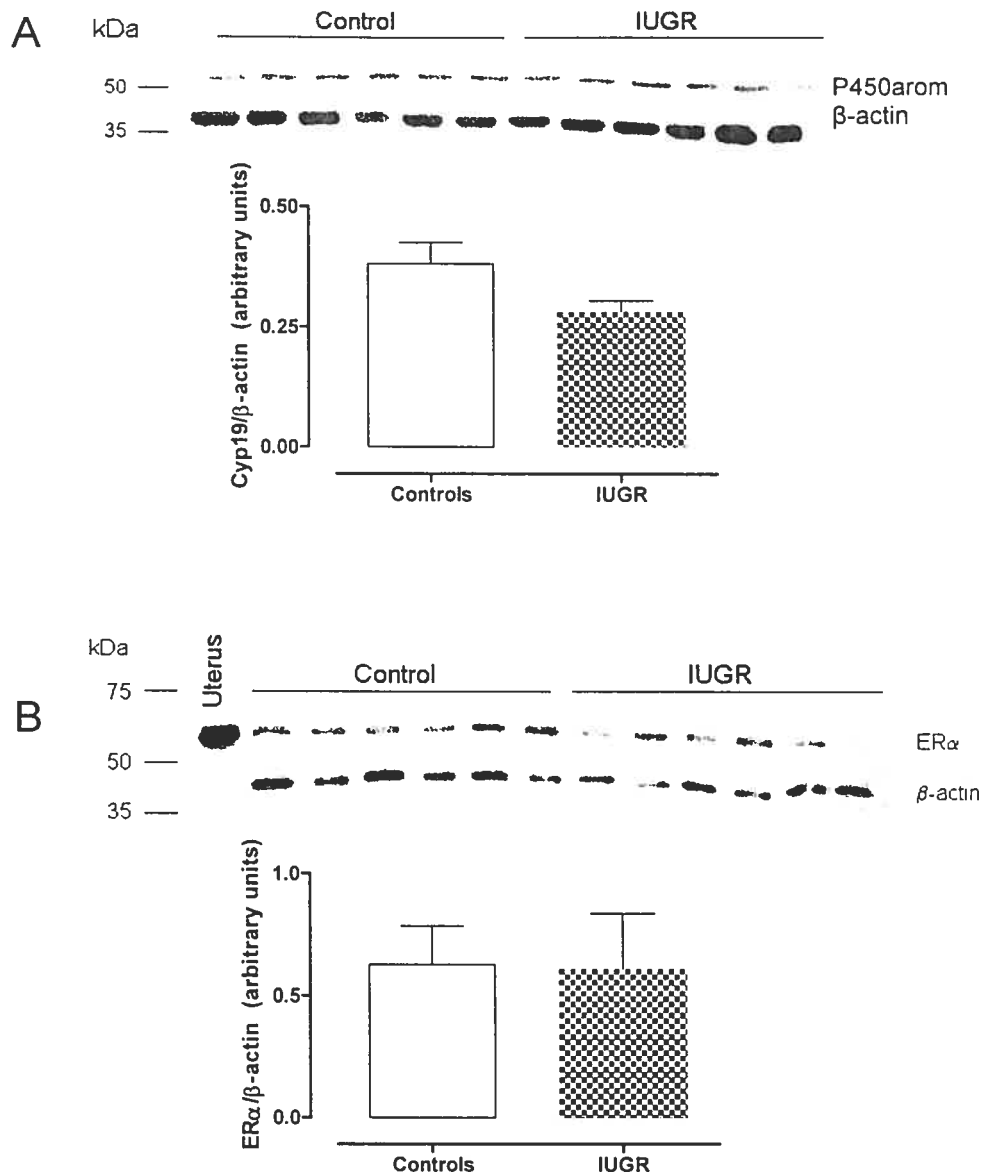 A
kDa
Control
IUGR
50
P450arom
β-actin
35
Cyp19/β-actin (arbitrary units)
0.50
0.25
0.00
Controls
IUGR
kDa
Uterus
Control
IUGR
75
B
ERα
50
β-actin
35
ERα/β-actin (arbitrary units)
1.0
0.5
0.0
Controls
IUGR